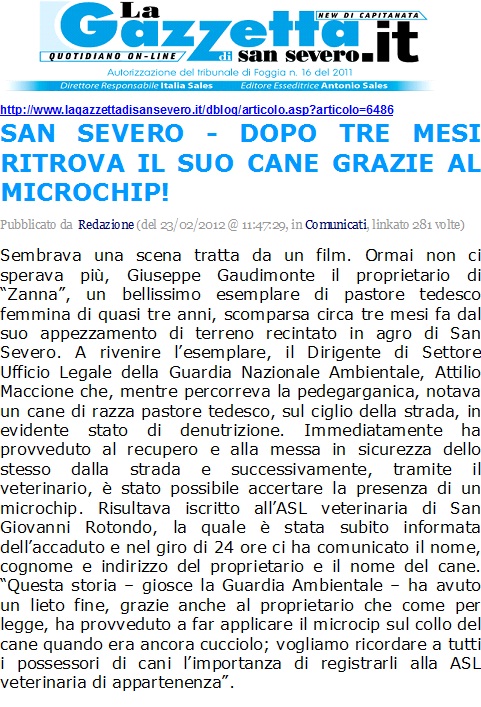 La
Gazzetta
NEW DI CAPITANATA
QUOTIDIANO ON-LINE
di san severo.it
Autorizzazione del tribunale di Foggia n. 16 del 2011
Direttore Responsabile Italia Sales Editore Esseditrice Antonio Sales
http://www.lagazzettadisansevero.it/dblog/articolo.asp?articolo=6486
SAN SEVERO - DOPO TRE MESI
RITROVA IL SUO CANE GRAZIE AL
MICROCHIP!
Pubblicato da Redazione (del 23/02/2012 @ 11:47:29, in Comunicati, linkato 281 volte)
Sembrava una scena tratta da un film. Ormai non ci
sperava più, Giuseppe Gaudimonte il proprietario di
“Zanna”, un bellissimo esemplare di pastore tedesco
femmina di quasi tre anni, scomparsa circa tre mesi fa dal
suo appezzamento di terreno recintato in agro di San
Severo. A rivenire l’esemplare, il Dirigente di Settore
Ufficio Legale della Guardia Nazionale Ambientale, Attilio
Maccione che, mentre percorreva la pedegarganica, notava
un cane di razza pastore tedesco, sul ciglio della strada, in
evidente stato di denutrizione. Immediatamente ha
provveduto al recupero e alla messa in sicurezza dello
stesso dalla strada e successivamente, tramite il
veterinario, è stato possibile accertare la presenza di un
microchip. Risultava iscritto all’ASL veterinaria di San
Giovanni Rotondo, la quale è stata subito informata
dell’accaduto e nel giro di 24 ore ci ha comunicato il nome,
cognome e indirizzo del proprietario e il nome del cane.
“Questa storia – giosce la Guardia Ambientale – ha avuto
un lieto fine, grazie anche al proprietario che come per
legge, ha provveduto a far applicare il microcip sul collo del
cane quando era ancora cucciolo; vogliamo ricordare a tutti
i possessori di cani l’importanza di registrarli alla ASL
veterinaria di appartenenza”.